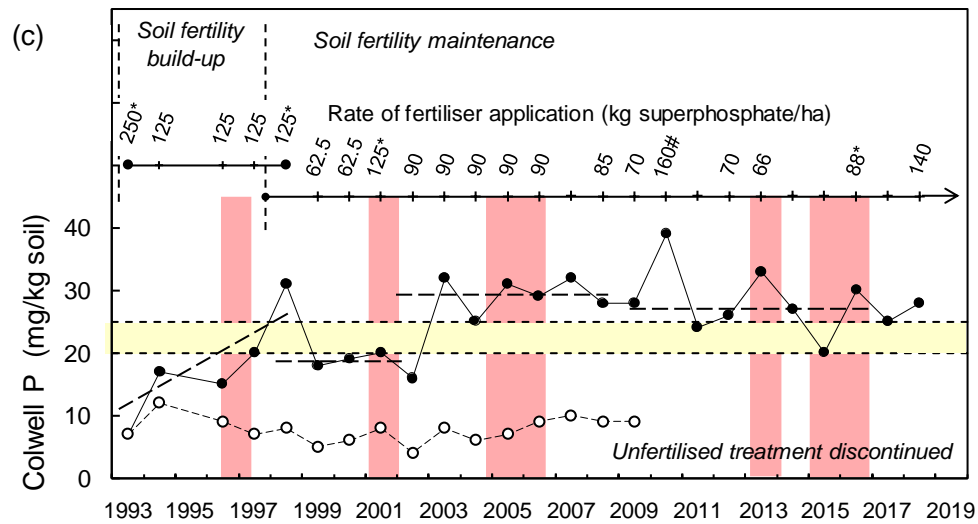 (c)
Soil fertility
build-up
Soil fertility maintenance
Rate of fertiliser application (kg superphosphate/ha)
250* 125 125 125 125*
62.5 62.5 125* 90 90 90 90 90 85 70 160# 70 66 88* 140
Colwell P (mg/kg soil)
40
30
20
10
0
Unfertilised treatment discontinued
1993 1995 1997 1999 2001 2003 2005 2007 2009 2011 2013 2015 2017 2019